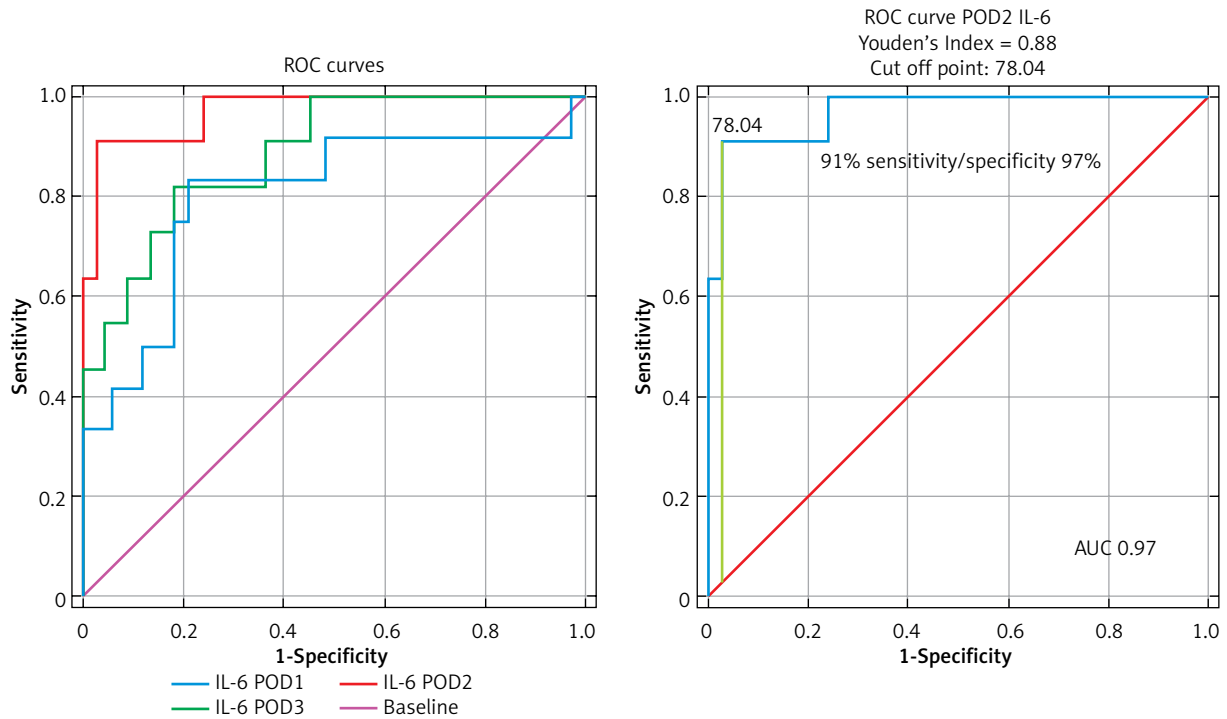 ROC curves
1.0
0.8
0.6
0.4
0.2
0
Sensitivity
0 0.2 0.4 0.6 0.8 1.0
1-Specificity
IL-6 POD1 IL-6 POD2
IL-6 POD3 Baseline
ROC curve POD2 IL-6
Youden's Index = 0.88
Cut off point: 78.04
1.0
0.8
0.6
0.4
0.2
0
Sensitivity
78.04
91% sensitivity/specificity 97%
AUC 0.97
0 0.2 0.4 0.6 0.8 1.0
1-Specificity